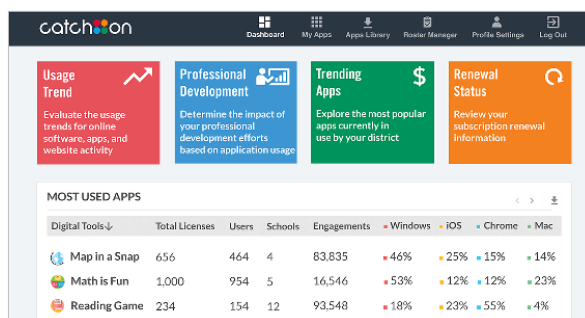 catch on
Dashboard My Apps Apps Library Roster Manager Profile Settings Log Out
Usage
Trend
Evaluate the usage
trends for online
software, apps, and
website activity
Professional
Development
Determine the impact of
your professional
development efforts
based on application usage
Trending
Apps
$
Explore the most popular
apps currently in
use by your district
Renewal
Status
Review your
subscription renewal
information
MOST USED APPS
Digital Tools↓ Total Licenses Users Schools Engagements Windows iOS Chrome Mac
Map in a Snap 656 464 4 83,835 46% 25% 15% 14%
Math is Fun 1,000 954 5 16,546 53% 12% 12% 23%
Reading Game 234 154 12 93,548 18% 23% 55% 4%